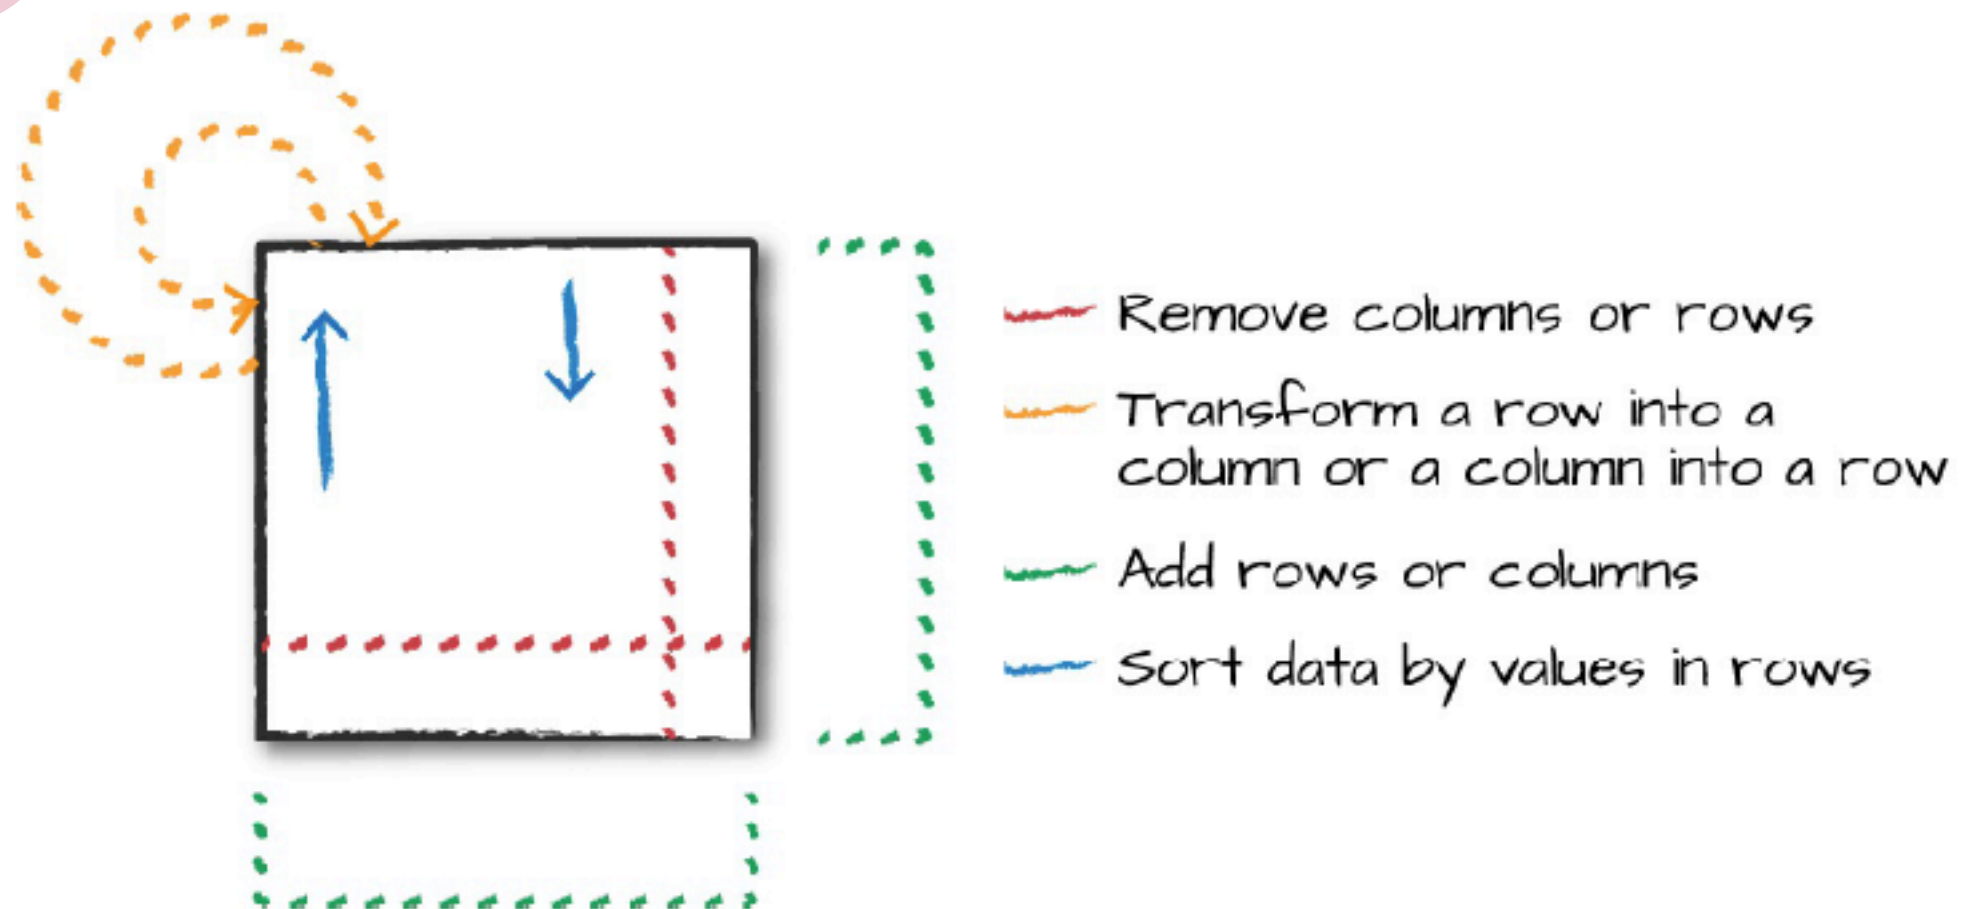 Remove columns or rows
Transform a row into a
column or a column into a row
Add rows or columns
Sort data by values in rows